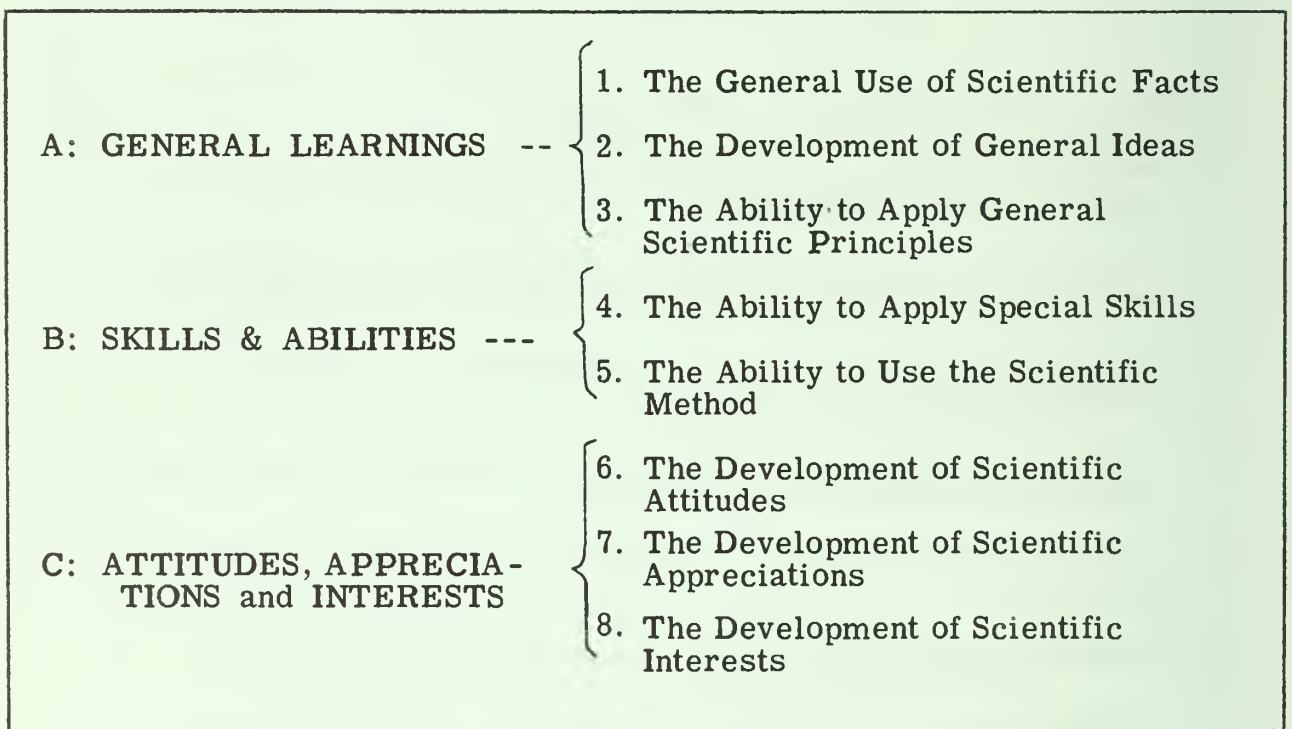 1. The General Use of Scientific Facts
A: GENERAL LEARNINGS --
2. The Development of General Ideas
3. The Ability to Apply General
Scientific Principles
4. The Ability to Apply Special Skills
B: SKILLS & ABILITIES ---
5. The Ability to Use the Scientific
Method
6. The Development of Scientific
Attitudes
C: ATTITUDES, APPRECIA-
TIONS and INTERESTS
7. The Development of Scientific
Appreciations
8. The Development of Scientific
Interests